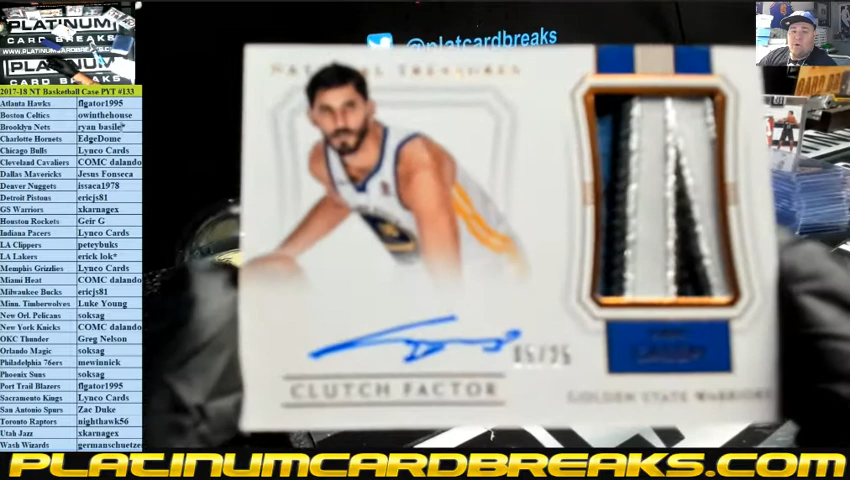 PLATINUM
CARD BREAKS
PLATINUM
@platcardbreaks
2017-18 NT Basketball Case PYT #133
Atlanta Hawks flgator1995
Boston Celtics owinthehouse
Brooklyn Nets ryan basile*
Charlotte Hornets EdgeDome
Chicago Bulls Lynco Cards
Cleveland Cavaliers COMC dalando
Dallas Mavericks Jesus Fonseca
Denver Nuggets issaca1978
Detroit Pistons ericjs81
GS Warriors xkarnagex
Houston Rockets Geir G
Indiana Pacers Lynco Cards
LA Clippers peteybuks
LA Lakers erick lok*
Memphis Grizzlies Lynco Cards
Miami Heat COMC dalando
Milwaukee Bucks ericjs81
Minn. Timberwolves Luke Young
New Orl. Pelicans soksag
New York Knicks COMC dalando
OKC Thunder Greg Nelson
Orlando Magic soksag
Philadelphia 76ers mewinnick
Phoenix Suns soksag
Port Trail Blazers flgator1995
Sacramento Kings Lynco Cards
San Antonio Spurs Zac Duke
Toronto Raptors nighthawk56
Utah Jazz xkarnagex
Wash Wizards germanschuetze
NATIONAL TREASURES
05/25
CLUTCH FACTOR
GOLDEN STATE WARRIORS
PLATINUMCARDBREAKS.COM